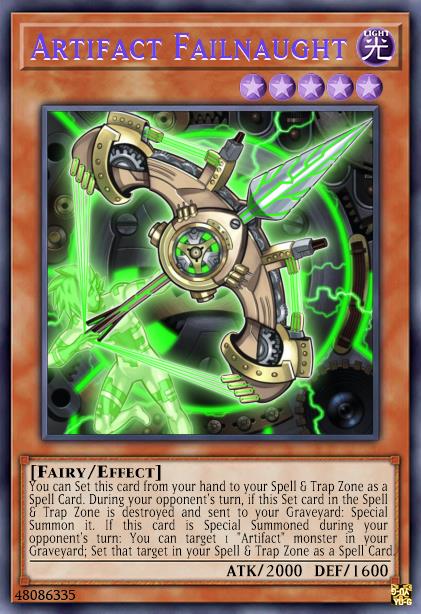 Artifact Failnaught
LIGHT
光
[Fairy/Effect]
You can Set this card from your hand to your Spell & Trap Zone as a
Spell Card. During your opponent's turn, if this Set card in the Spell
& Trap Zone is destroyed and sent to your Graveyard: Special
Summon it. If this card is Special Summoned during your
opponent's turn: You can target 1 "Artifact" monster in your
Graveyard; Set that target in your Spell & Trap Zone as a Spell Card.
ATK/2000 DEF/1600
48086335